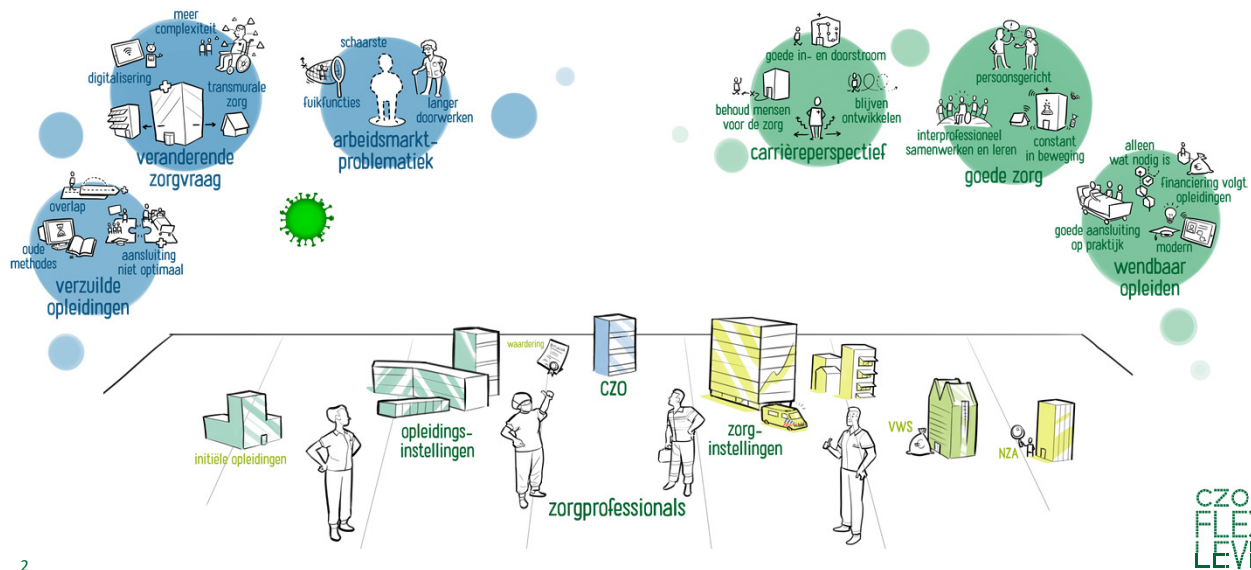 meer
complexiteit
digitalisering
transmurale
zorg
veranderende
zorgvraag
schaarste
fuikfuncties
langer
doorwerken
arbeidsmarkt-
problematiek
overlap
oude
methodes
aansluiting
niet optimaal
verzuilde
opleidingen
goede in- en doorstroom
behoud mensen
voor de zorg
blijven
ontwikkelen
carrièreperspectief
persoonsgericht
interprofessioneel
samenwerken en leren
constant
in beweging
goede zorg
alleen
wat nodig is
financiering volgt
opleidingen
goede aansluiting
op praktijk
modern
wendbaar
opleiden
waardering
CZO
initiële opleidingen
opleidings-
instellingen
zorg-
instellingen
VWS
€
NZA
zorgprofessionals
CZO
FLEX
LEVEL
2